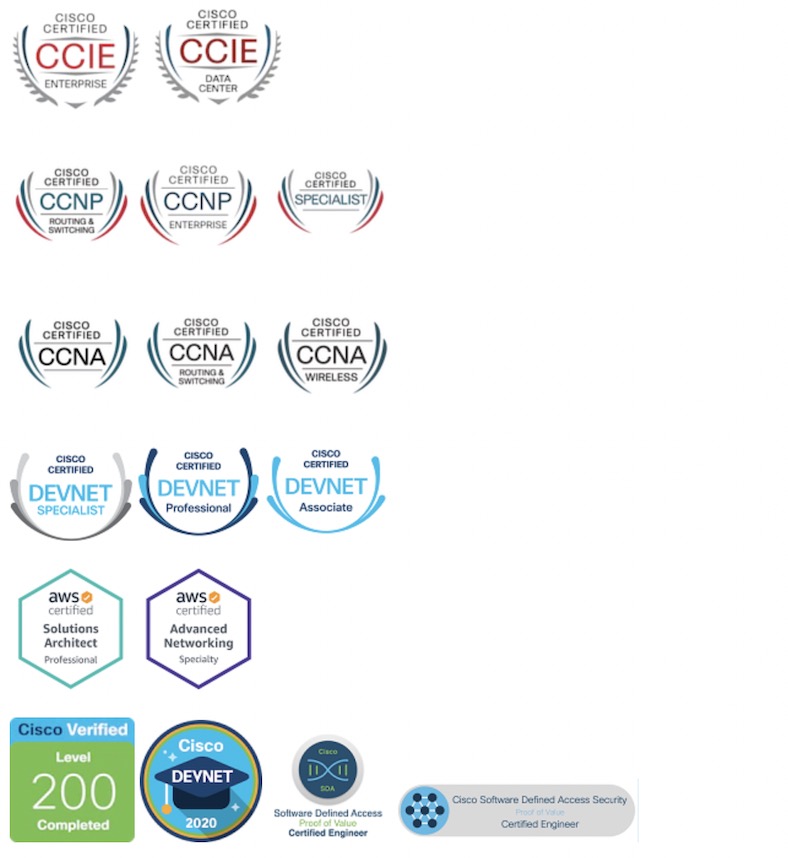 CISCO
CERTIFIED
CCIE
ENTERPRISE
CISCO
CERTIFIED
CCIE
DATA
CENTER
CISCO
CERTIFIED
CCNP
ROUTING &
SWITCHING
CISCO
CERTIFIED
CCNP
ENTERPRISE
CISCO
CERTIFIED
SPECIALIST
CISCO
CERTIFIED
CCNA
CISCO
CERTIFIED
CCNA
ROUTING &
SWITCHING
CISCO
CERTIFIED
CCNA
WIRELESS
CISCO
CERTIFIED
DEVNET
SPECIALIST
CISCO
CERTIFIED
DEVNET
Professional
CISCO
CERTIFIED
DEVNET
Associate
aws
certified
Solutions
Architect
Professional
aws
certified
Advanced
Networking
Specialty
Cisco Verified
Level
200
Completed
Cisco
DEVNET
2020
Cisco
SDA
Software Defined Access
Proof of Value
Certified Engineer
Cisco Software Defined Access Security
Proof of Value
Certified Engineer